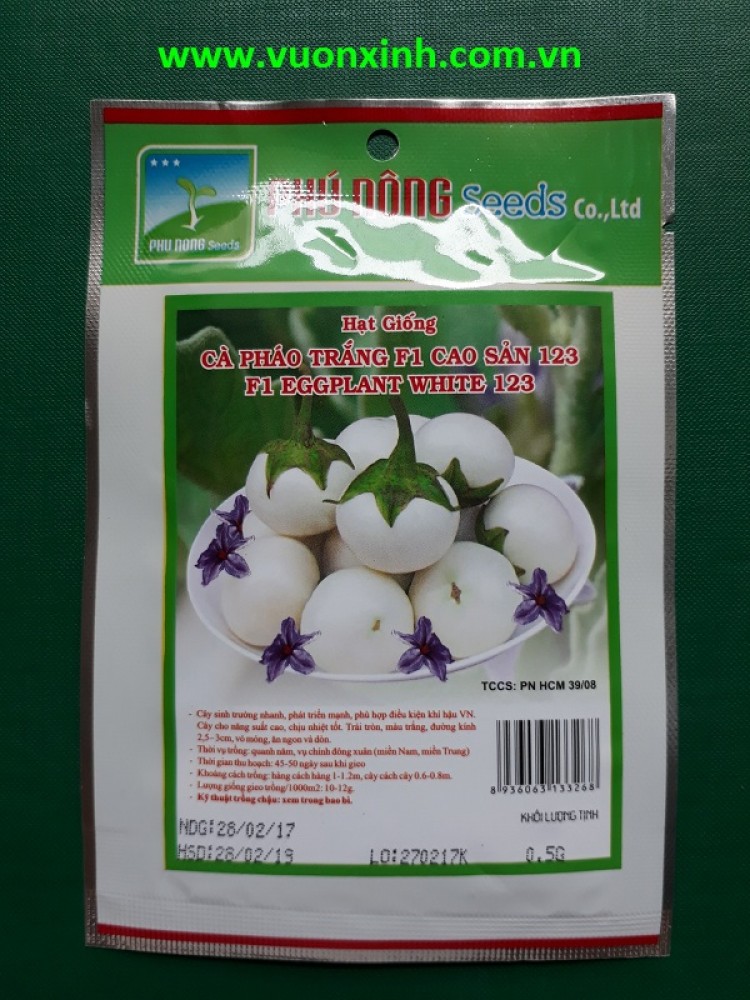 www.vuonxinh.com.vn
PHÚ NÔNG Seeds Co.,Ltd
PHU NONG Seeds
Hạt Giống
CÀ PHÁO TRẮNG F1 CAO SẢN 123
F1 EGGPLANT WHITE 123
TCCS: PN HCM 39/08
- Cây sinh trưởng nhanh, phát triển mạnh, phù hợp điều kiện khí hậu VN.
Cây cho năng suất cao, chịu nhiệt tốt. Trái tròn, màu trắng, đường kính
2,5- 3cm, vỏ mỏng, ăn ngon và dòn.
- Thời vụ trồng: quanh năm, vụ chính đông xuân (miền Nam, miền Trung)
- Thời gian thu hoạch: 45-50 ngày sau khi gieo
- Khoảng cách trồng: hàng cách hàng 1-1.2m, cây cách cây 0.6-0.8m.
- Lượng giống gieo trồng/1000m2: 10-12g.
- Kỹ thuật trồng chậu: xem trong bao bì.
8 936063 133268
KHỐI LƯỢNG TỊNH
NDG:28/02/17
HSD:28/02/19 LO:270217K 0.5G